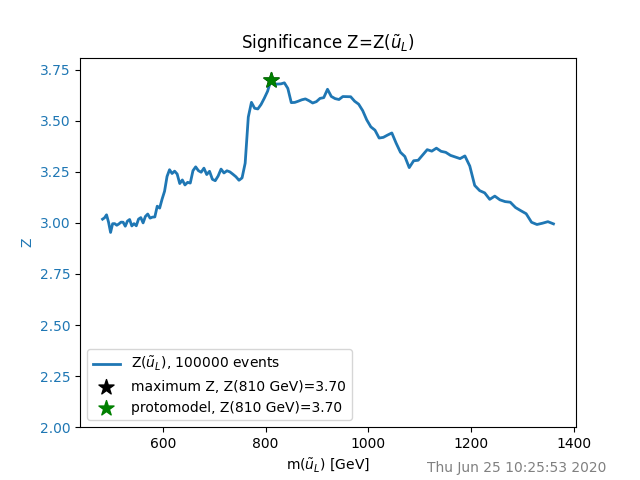 Significance Z=Z(ũ_L)
3.75
3.50
3.25
3.00
2.75
2.50
2.25
2.00
Z
Z(ũ_L), 100000 events
maximum Z, Z(810 GeV)=3.70
protomodel, Z(810 GeV)=3.70
600 800 1000 1200 1400
m(ũ_L) [GeV]
Thu Jun 25 10:25:53 2020